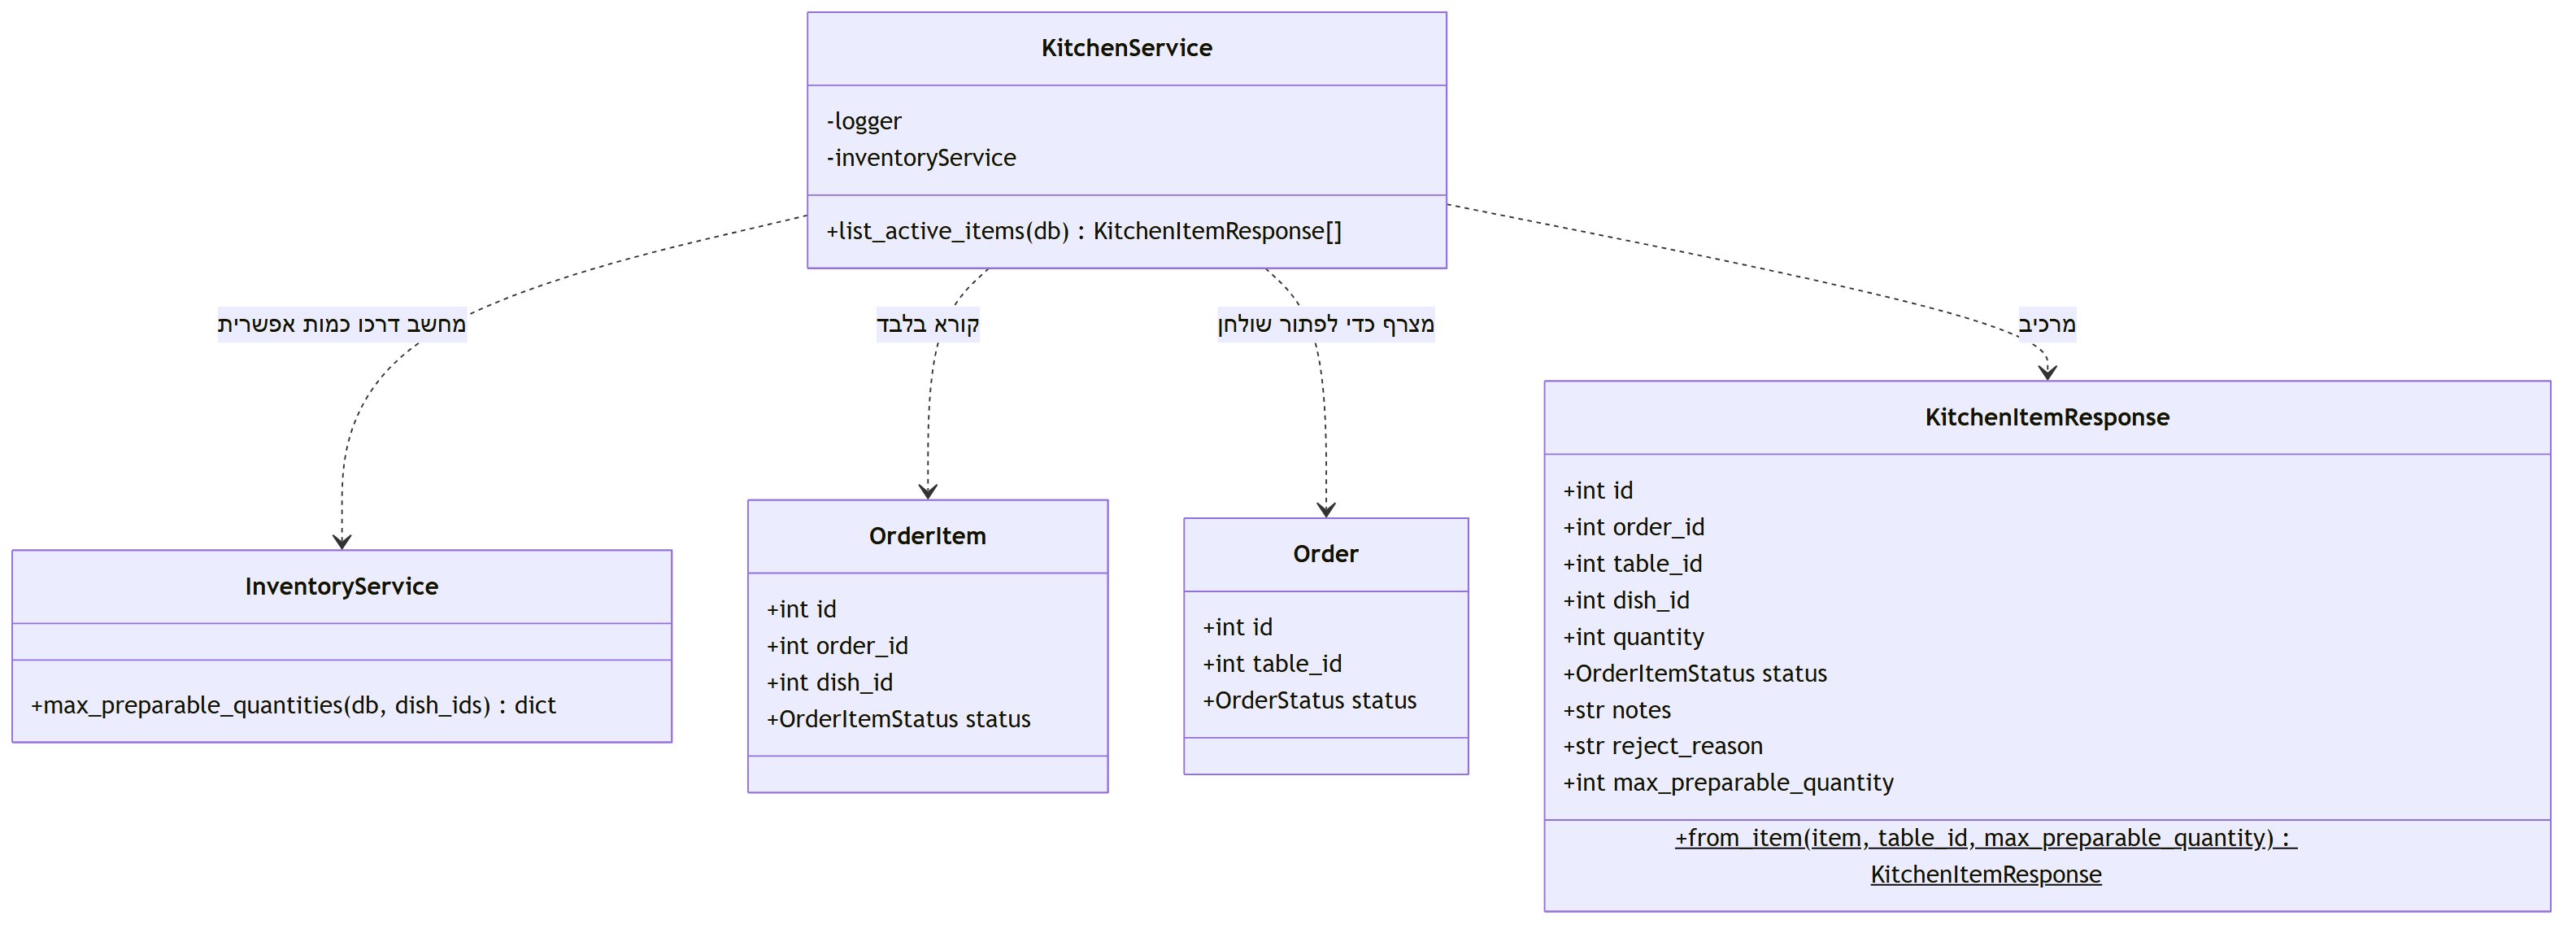 KitchenService
-logger
-inventoryService
+list_active_items(db) : KitchenItemResponse[]
מחשב דרכו כמות אפשרית
קורא בלבד
מצרף כדי לפתור שולחן
מרכיב
InventoryService
+max_preparable_quantities(db, dish_ids) : dict
OrderItem
+int id
+int order_id
+int dish_id
+OrderItemStatus status
Order
+int id
+int table_id
+OrderStatus status
KitchenItemResponse
+int id
+int order_id
+int table_id
+int dish_id
+int quantity
+OrderItemStatus status
+str notes
+str reject_reason
+int max_preparable_quantity
+from_item(item, table_id, max_preparable_quantity) :
KitchenItemResponse